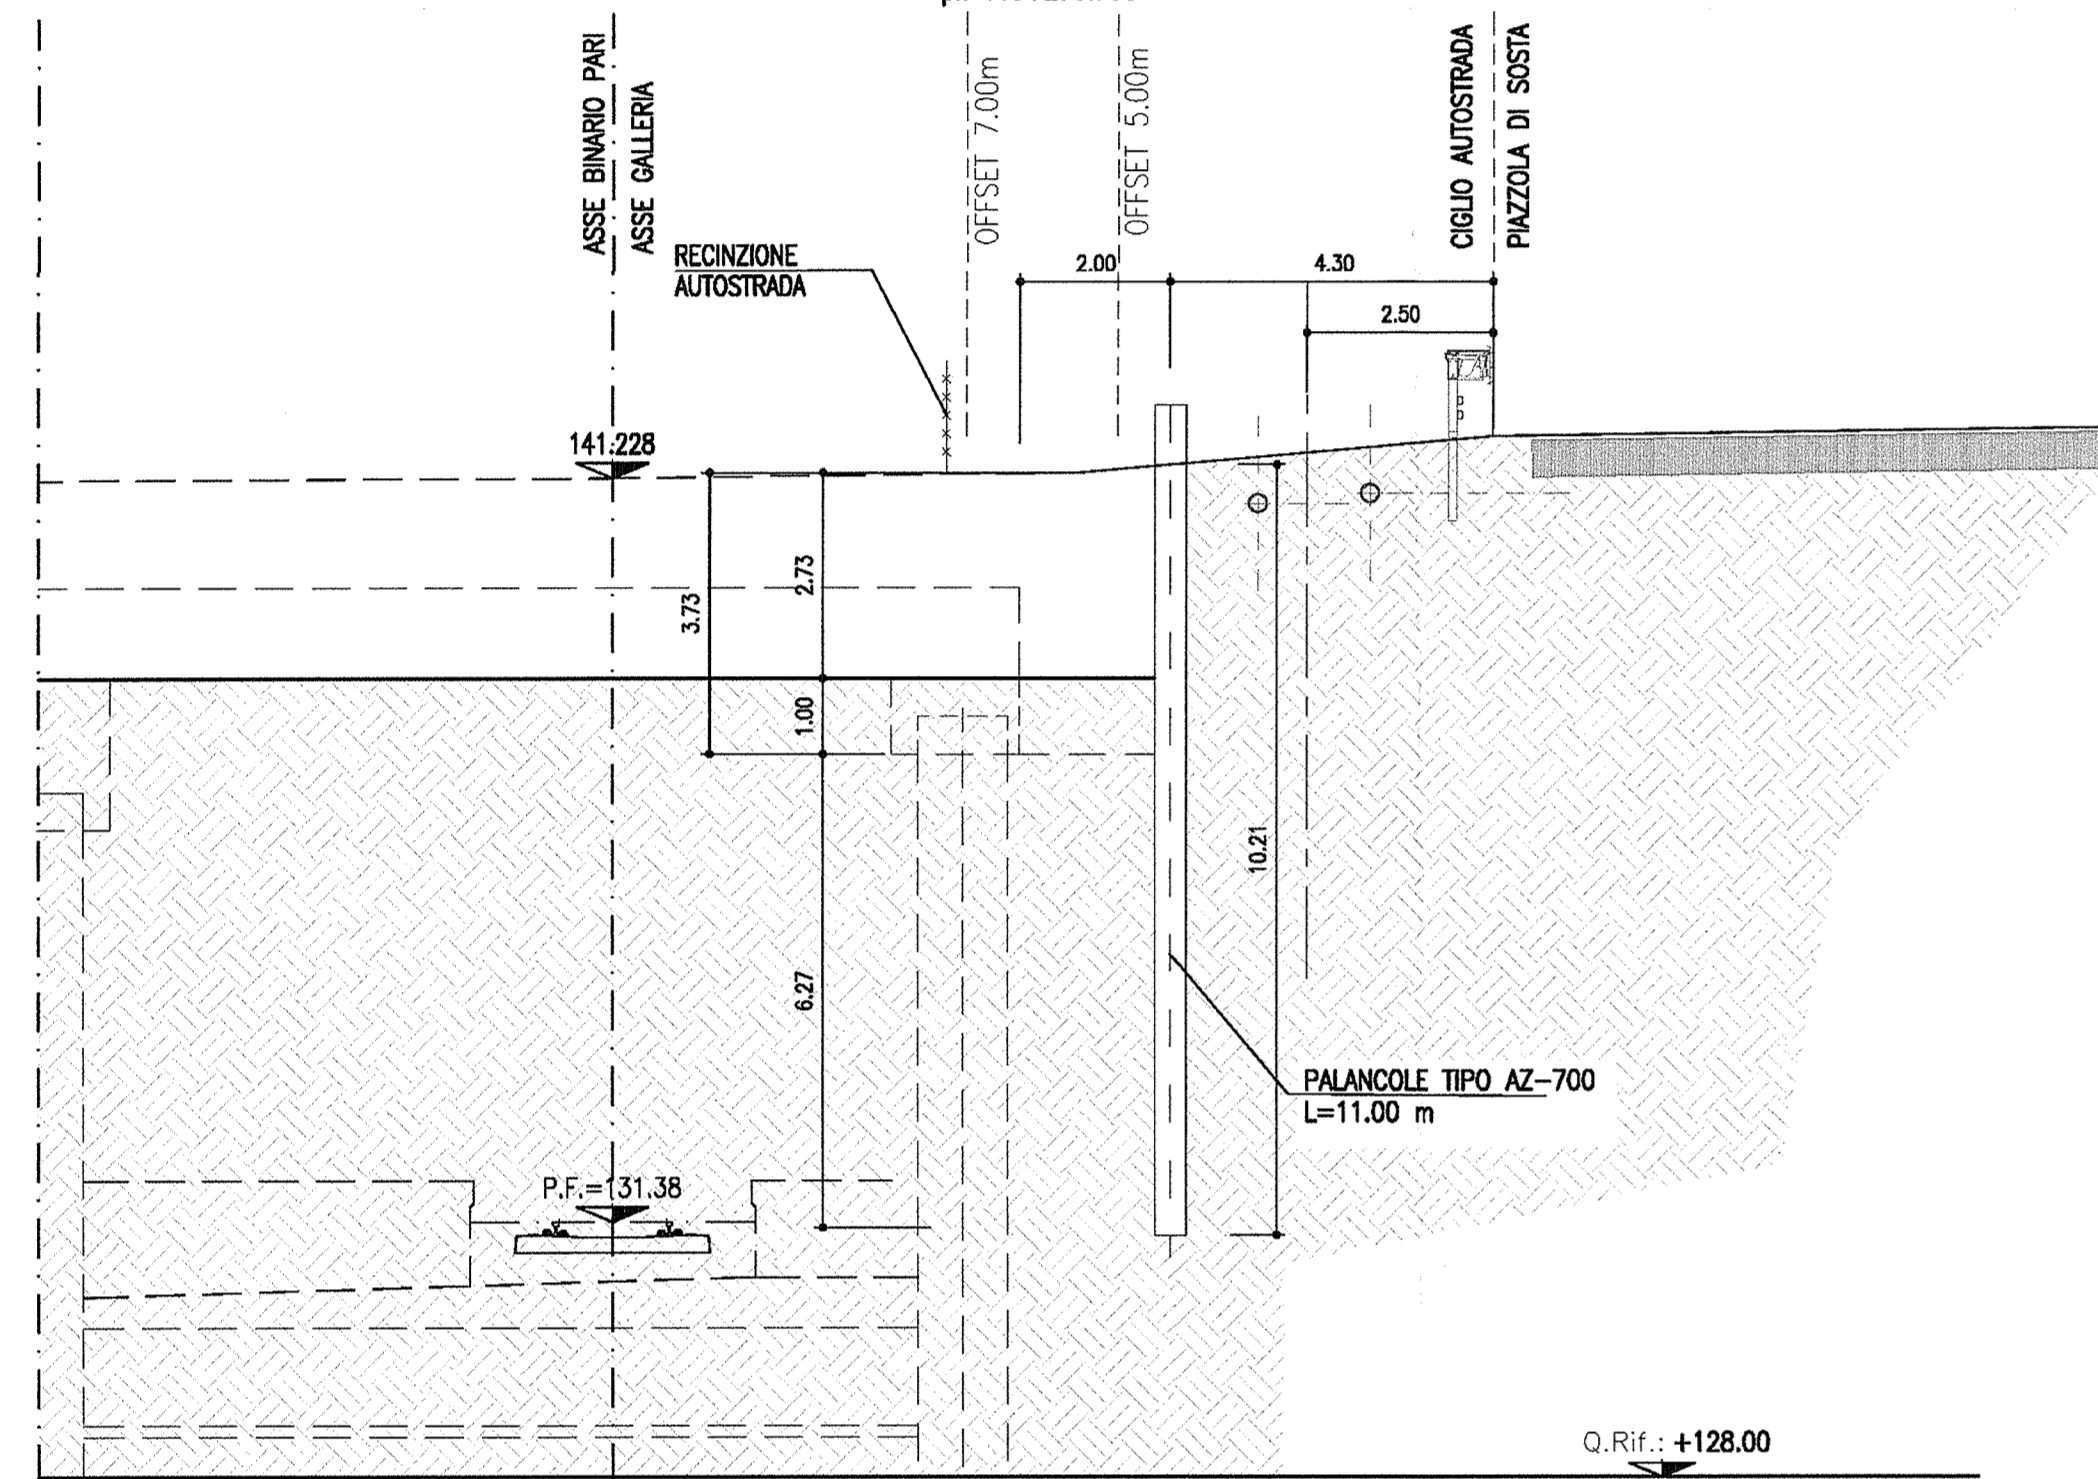 ASSE BINARIO PARI
ASSE GALLERIA
OFFSET 7.00m
OFFSET 5.00m
CIGLIO AUTOSTRADA
PIAZZOLA DI SOSTA
RECINZIONE
AUTOSTRADA
2.00
4.30
2.50
141.228
2.73
3.73
1.00
10.21
6.27
PALANCOLE TIPO AZ-700
L=11.00 m
P.F.=131.38
Q.Rif.: +128.00